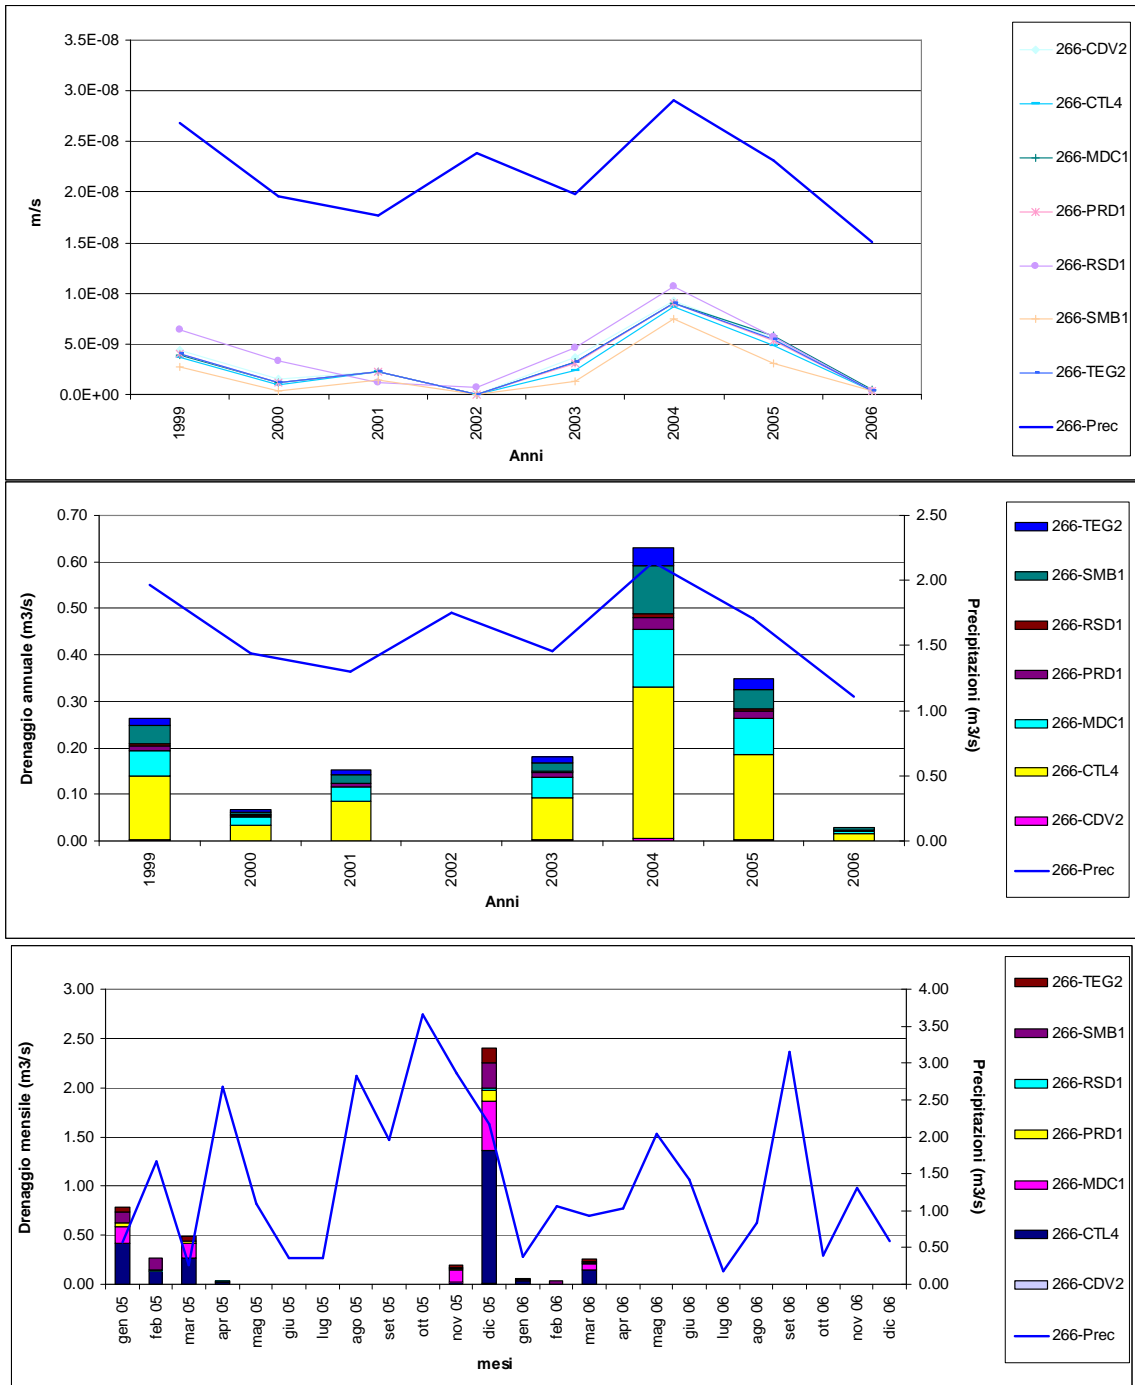 3.5E-08
3.0E-08
2.5E-08
2.0E-08
1.5E-08
1.0E-08
5.0E-09
0.0E+00
m/s
1999
2000
2001
2002
2003
2004
2005
2006
Anni
266-CDV2
266-CTL4
266-MDC1
266-PRD1
266-RSD1
266-SMB1
266-TEG2
266-Prec
0.70
0.60
0.50
0.40
0.30
0.20
0.10
0.00
Drenaggio annuale (m3/s)
2.50
2.00
1.50
1.00
0.50
0.00
Precipitazioni (m3/s)
1999
2000
2001
2002
2003
2004
2005
2006
Anni
266-TEG2
266-SMB1
266-RSD1
266-PRD1
266-MDC1
266-CTL4
266-CDV2
266-Prec
3.00
2.50
2.00
1.50
1.00
0.50
0.00
Drenaggio mensile (m3/s)
4.00
3.50
3.00
2.50
2.00
1.50
1.00
0.50
0.00
Precipitazioni (m3/s)
gen 05
feb 05
mar 05
apr 05
mag 05
giu 05
lug 05
ago 05
set 05
ott 05
nov 05
dic 05
gen 06
feb 06
mar 06
apr 06
mag 06
giu 06
lug 06
ago 06
set 06
ott 06
nov 06
dic 06
mesi
266-TEG2
266-SMB1
266-RSD1
266-PRD1
266-MDC1
266-CTL4
266-CDV2
266-Prec